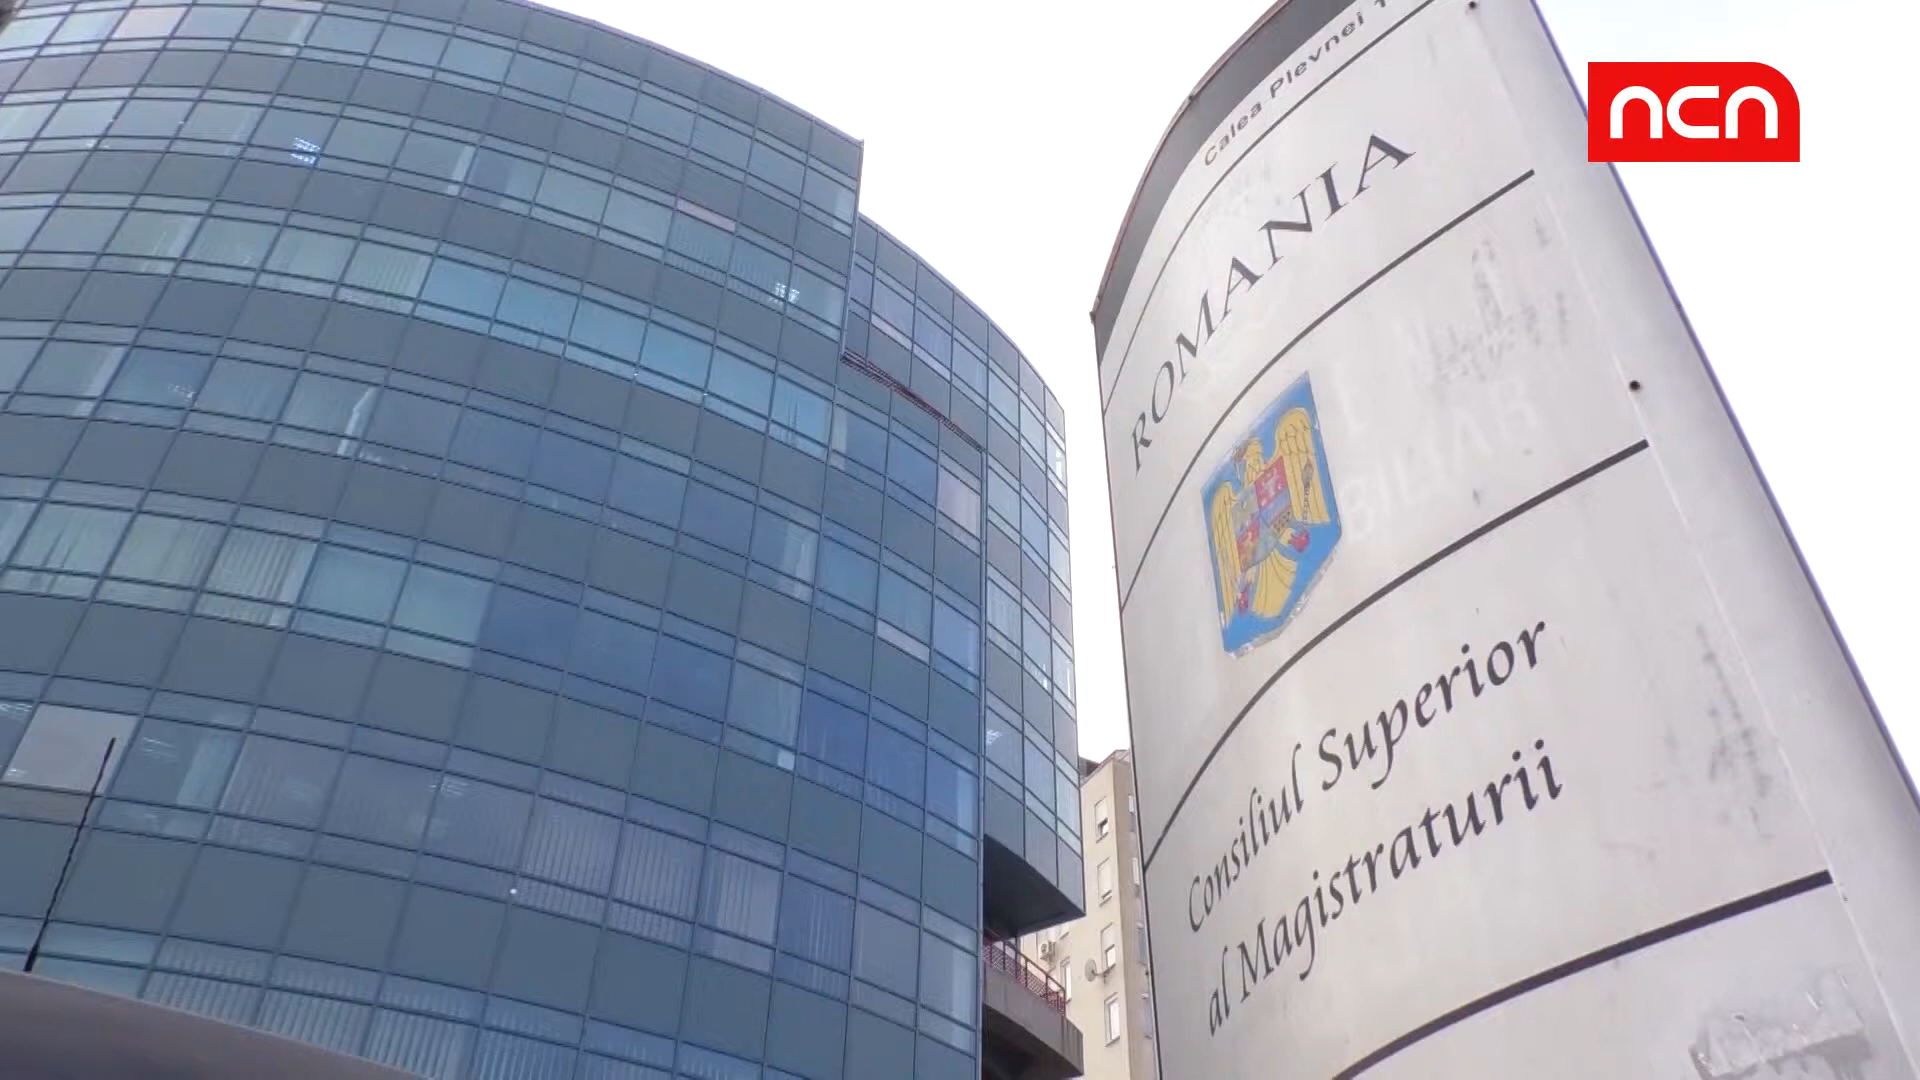 ncn
Calea Plevnei
ROMANIA
Consiliul Superior
al Magistraturii